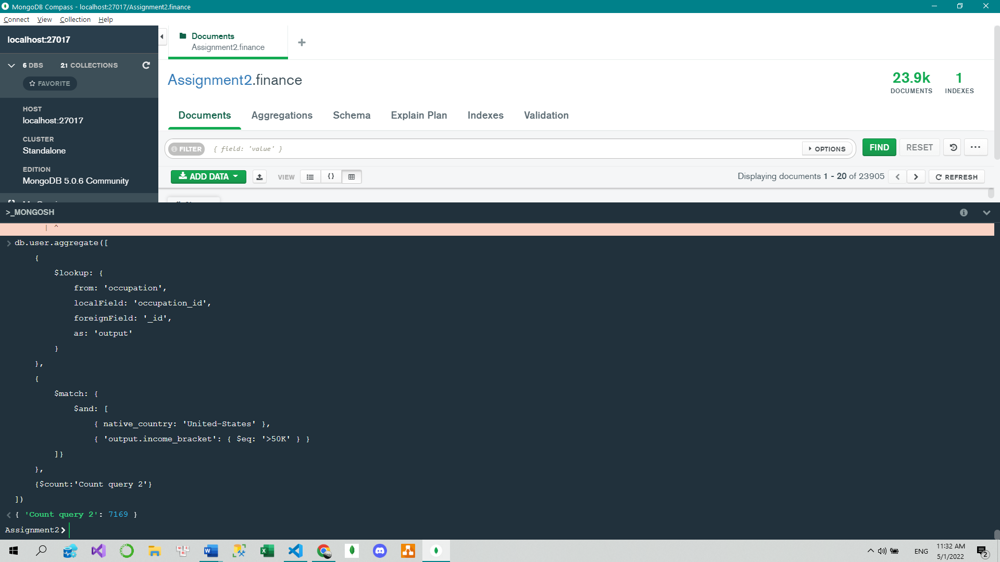 MongoDB Compass - localhost:27017/Assignment2.finance
Connect View Collection Help
localhost:27017
Documents
Assignment2.finance
6 DBS 21 COLLECTIONS
FAVORITE
Assignment2.finance
23.9k
DOCUMENTS
1
INDEXES
HOST
localhost:27017
Documents Aggregations Schema Explain Plan Indexes Validation
CLUSTER
Standalone
FILTER { field: 'value' } OPTIONS FIND RESET
EDITION
MongoDB 5.0.6 Community
ADD DATA VIEW {} Displaying documents 1 - 20 of 23905 REFRESH
>_MONGOSH
| ^
db.user.aggregate([
{
$lookup: {
from: 'occupation',
localField: 'occupation_id',
foreignField: '_id',
as: 'output'
}
},
{
$match: {
$and: [
{ native_country: 'United-States' },
{ 'output.income_bracket': { $eq: '>50K' } }
]}
},
{$count:'Count query 2'}
])
{ 'Count query 2': 7169 }
Assignment2>
ENG
11:32 AM
5/1/2022
2